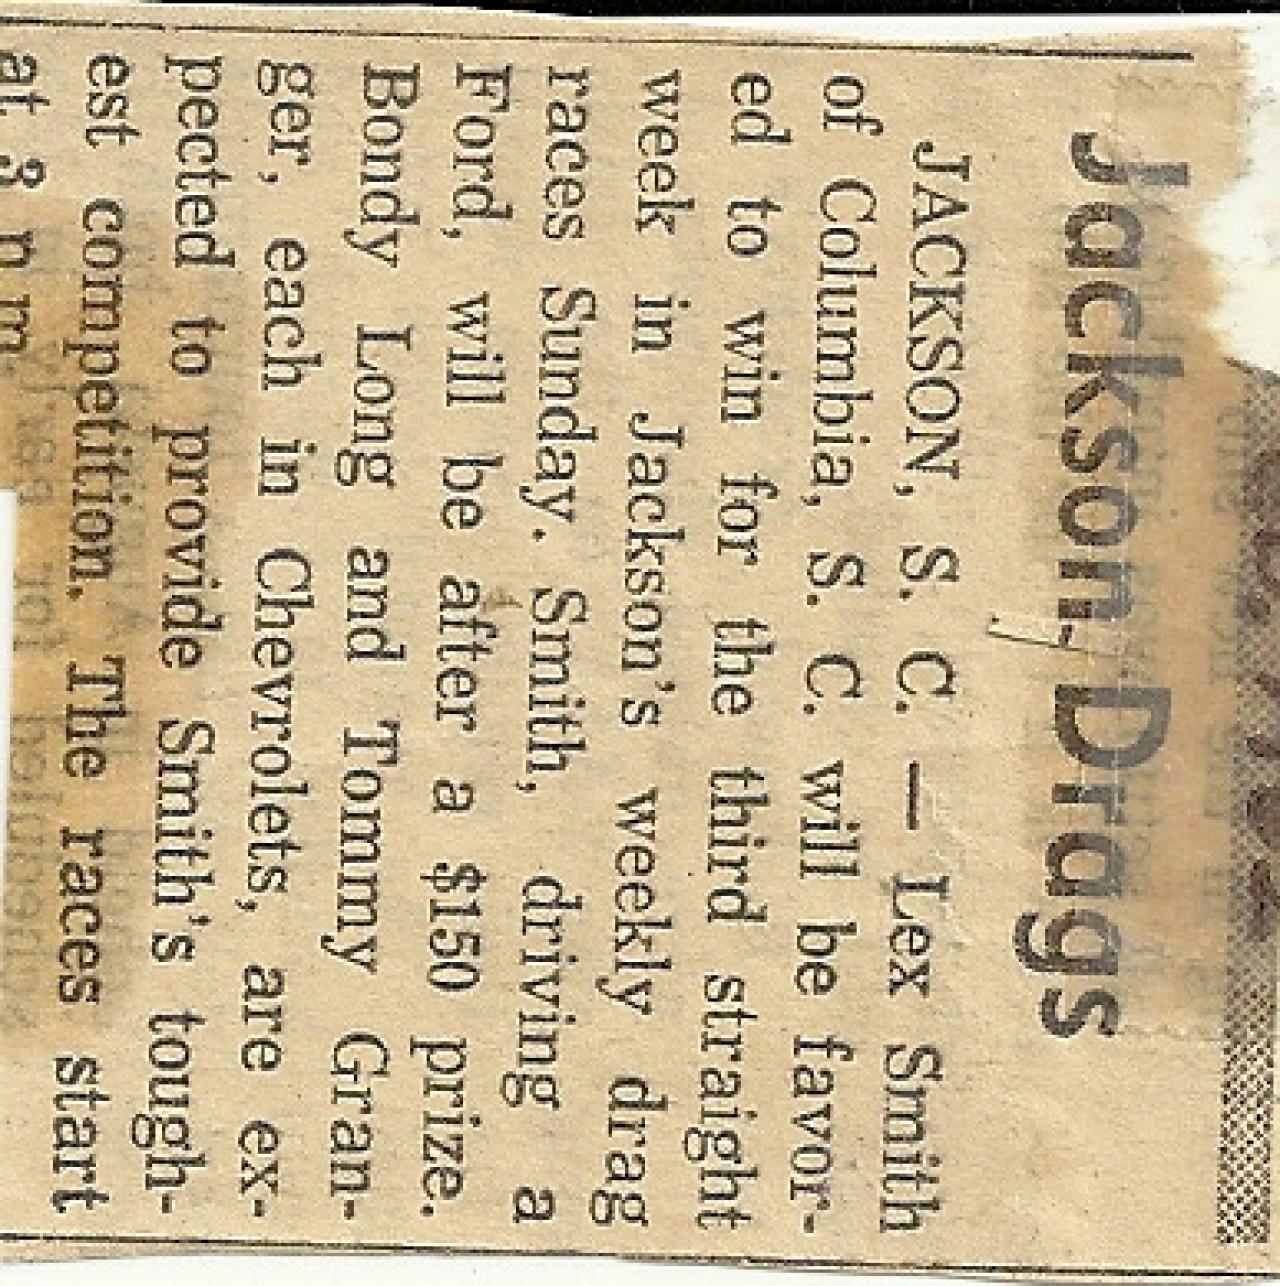 Jackson Drags
JACKSON, S. C. — Lex Smith
of Columbia, S. C. will be favor-
ed to win for the third straight
week in Jackson's weekly drag
races Sunday. Smith, driving a
Ford, will be after a $150 prize.
Bondy Long and Tommy Gran-
ger, each in Chevrolets, are ex-
pected to provide Smith's tough-
est competition. The races start
at 3 p.m.